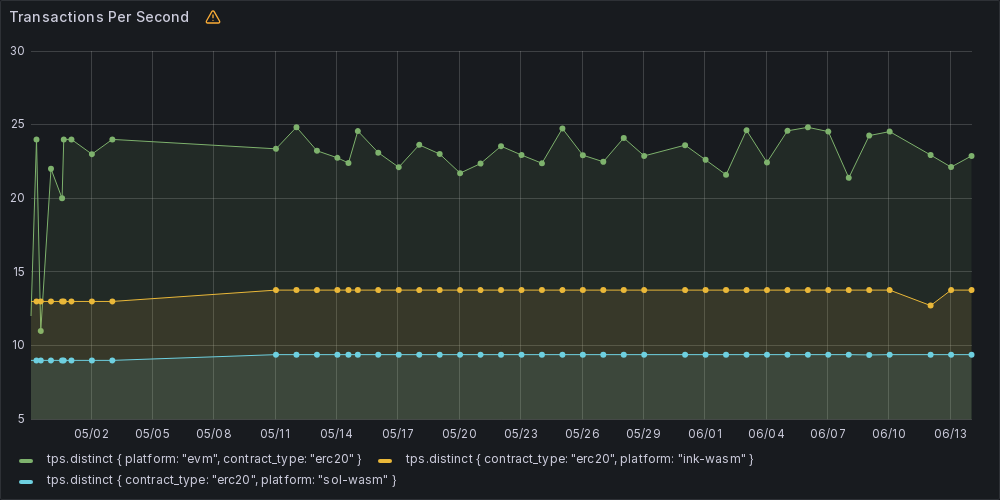 Transactions Per Second
30
25
20
15
10
5
05/02 05/05 05/08 05/11 05/14 05/17 05/20 05/23 05/26 05/29 06/01 06/04 06/07 06/10 06/13
tps.distinct { platform: "evm", contract_type: "erc20" } tps.distinct { contract_type: "erc20", platform: "ink-wasm" }
tps.distinct { contract_type: "erc20", platform: "sol-wasm" }